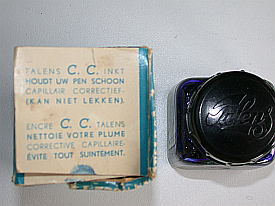 TALENS C. C. INKT
HOUDT UW PEN SCHOON
CAPILLAIR CORRECTIEF-
(KAN NIET LEKKEN).
ENCRE C. C. TALENS
NETTOIE VOTRE PLUME
CORRECTIVE CAPILLAIRE-
ÉVITE TOUT SUINTEMENT.
Talens